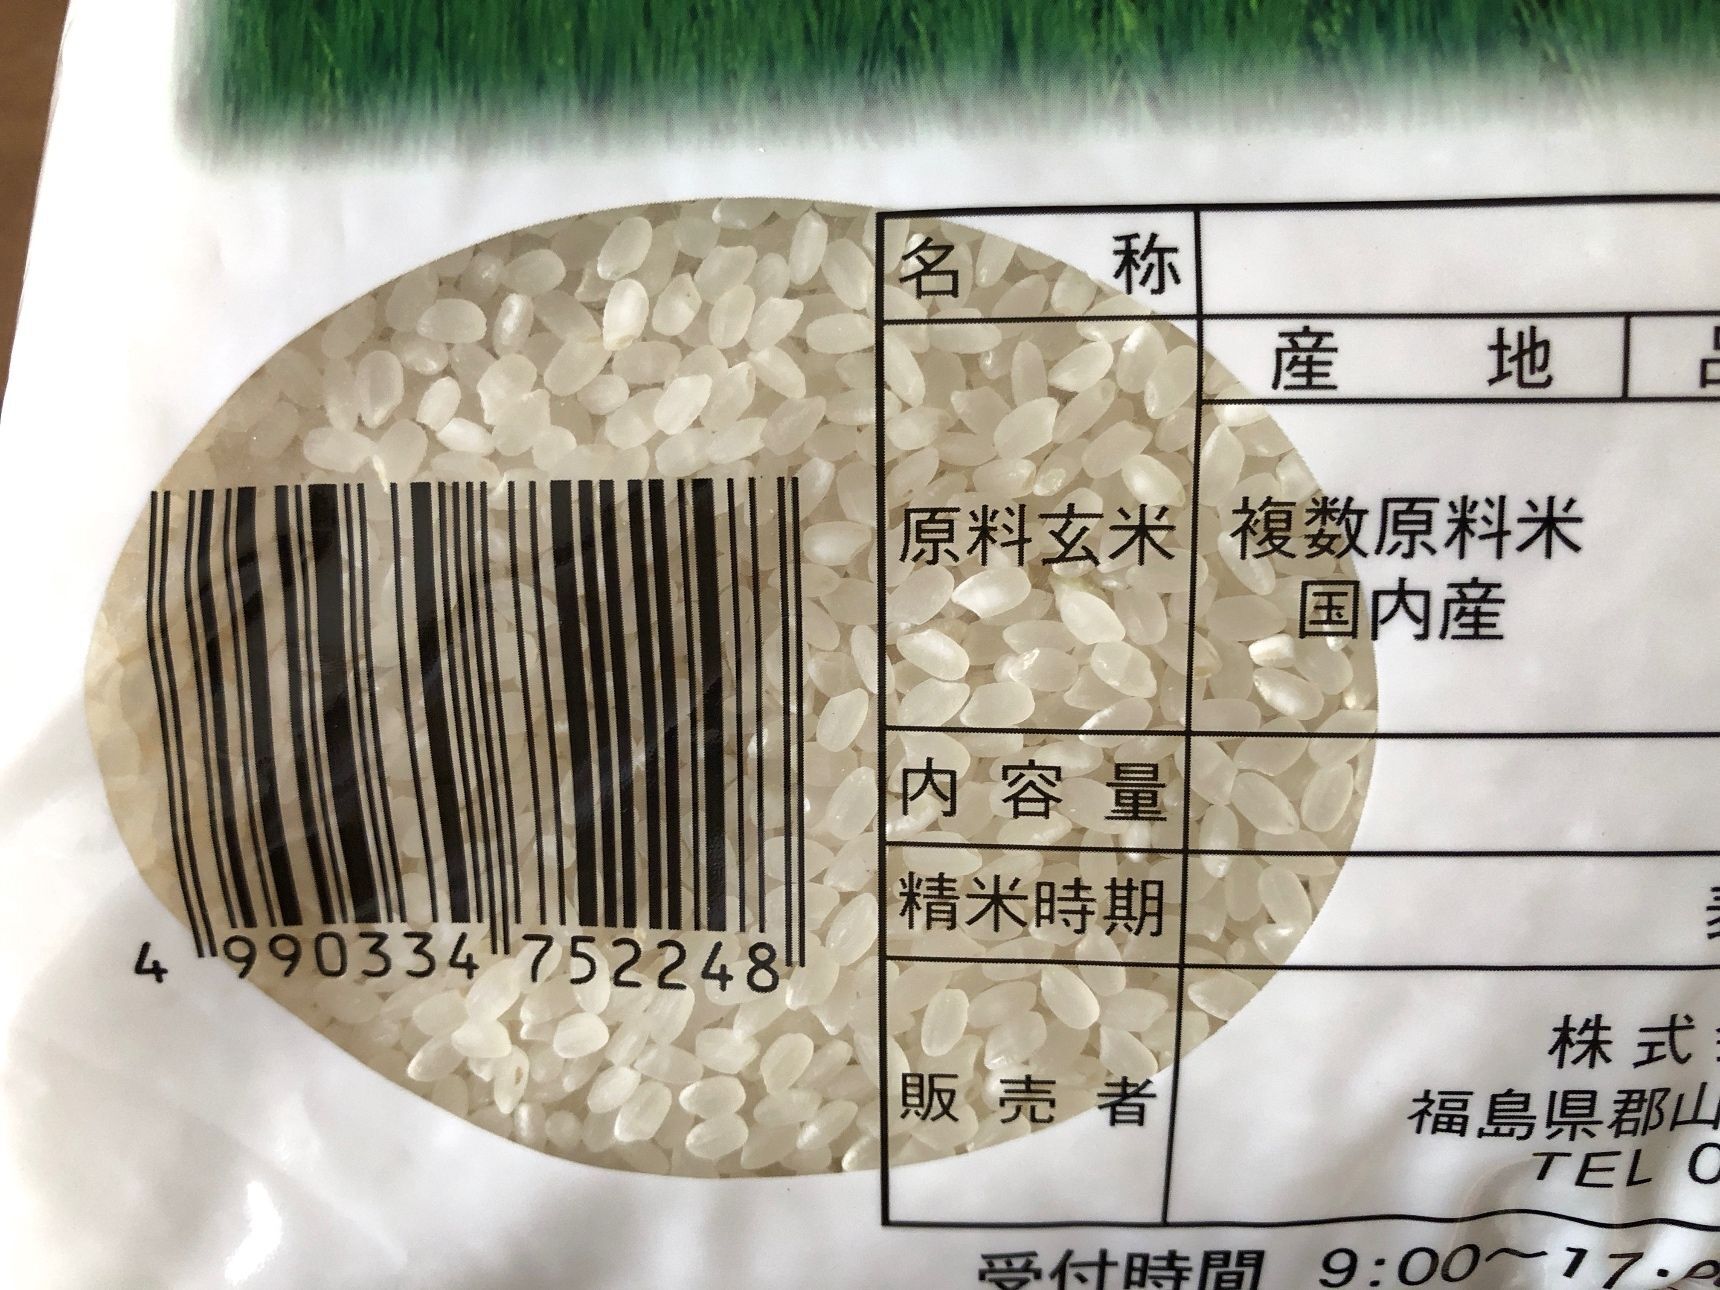 名称
産地
原料玄米
複数原料米
国内産
内容量
精米時期
4 990334 752248
販売者
株式
福島県郡山
TEL 0
受付時間 9:00〜17: